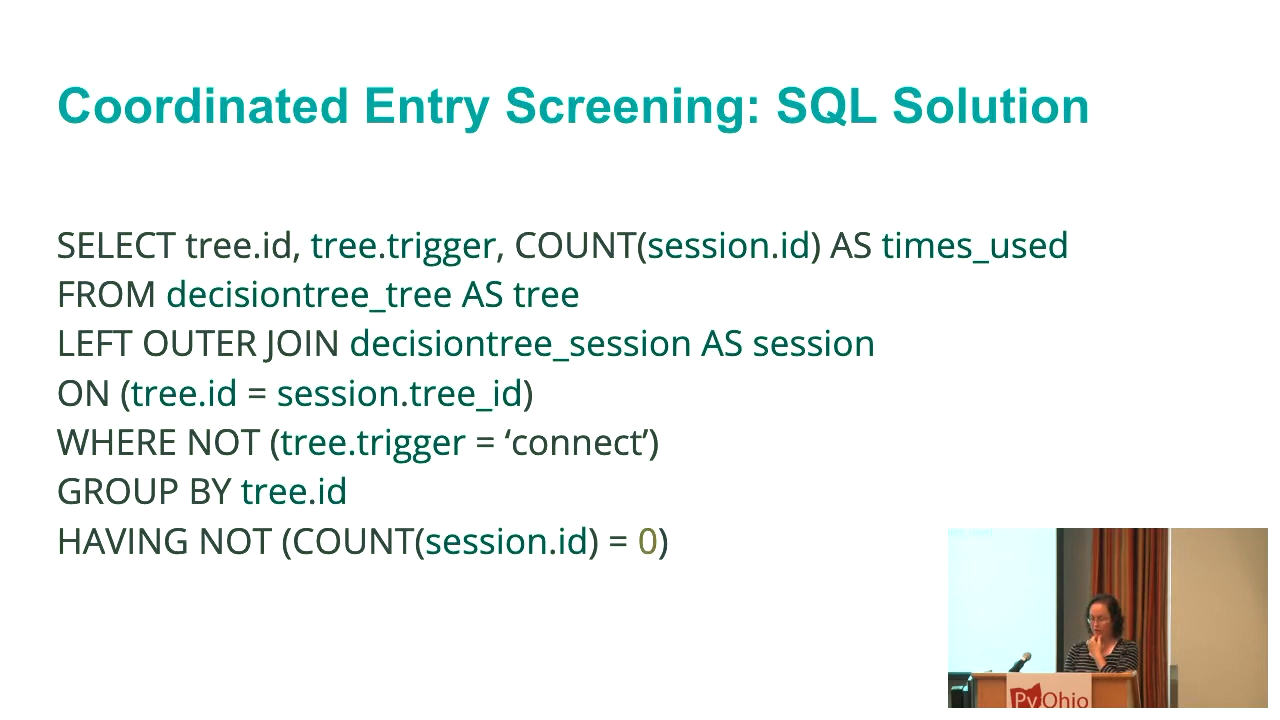 Coordinated Entry Screening: SQL Solution
SELECT tree.id, tree.trigger, COUNT(session.id) AS times_used
FROM decisiontree_tree AS tree
LEFT OUTER JOIN decisiontree_session AS session
ON (tree.id = session.tree_id)
WHERE NOT (tree.trigger = ‘connect’)
GROUP BY tree.id
HAVING NOT (COUNT(session.id) = 0)
PyOhio